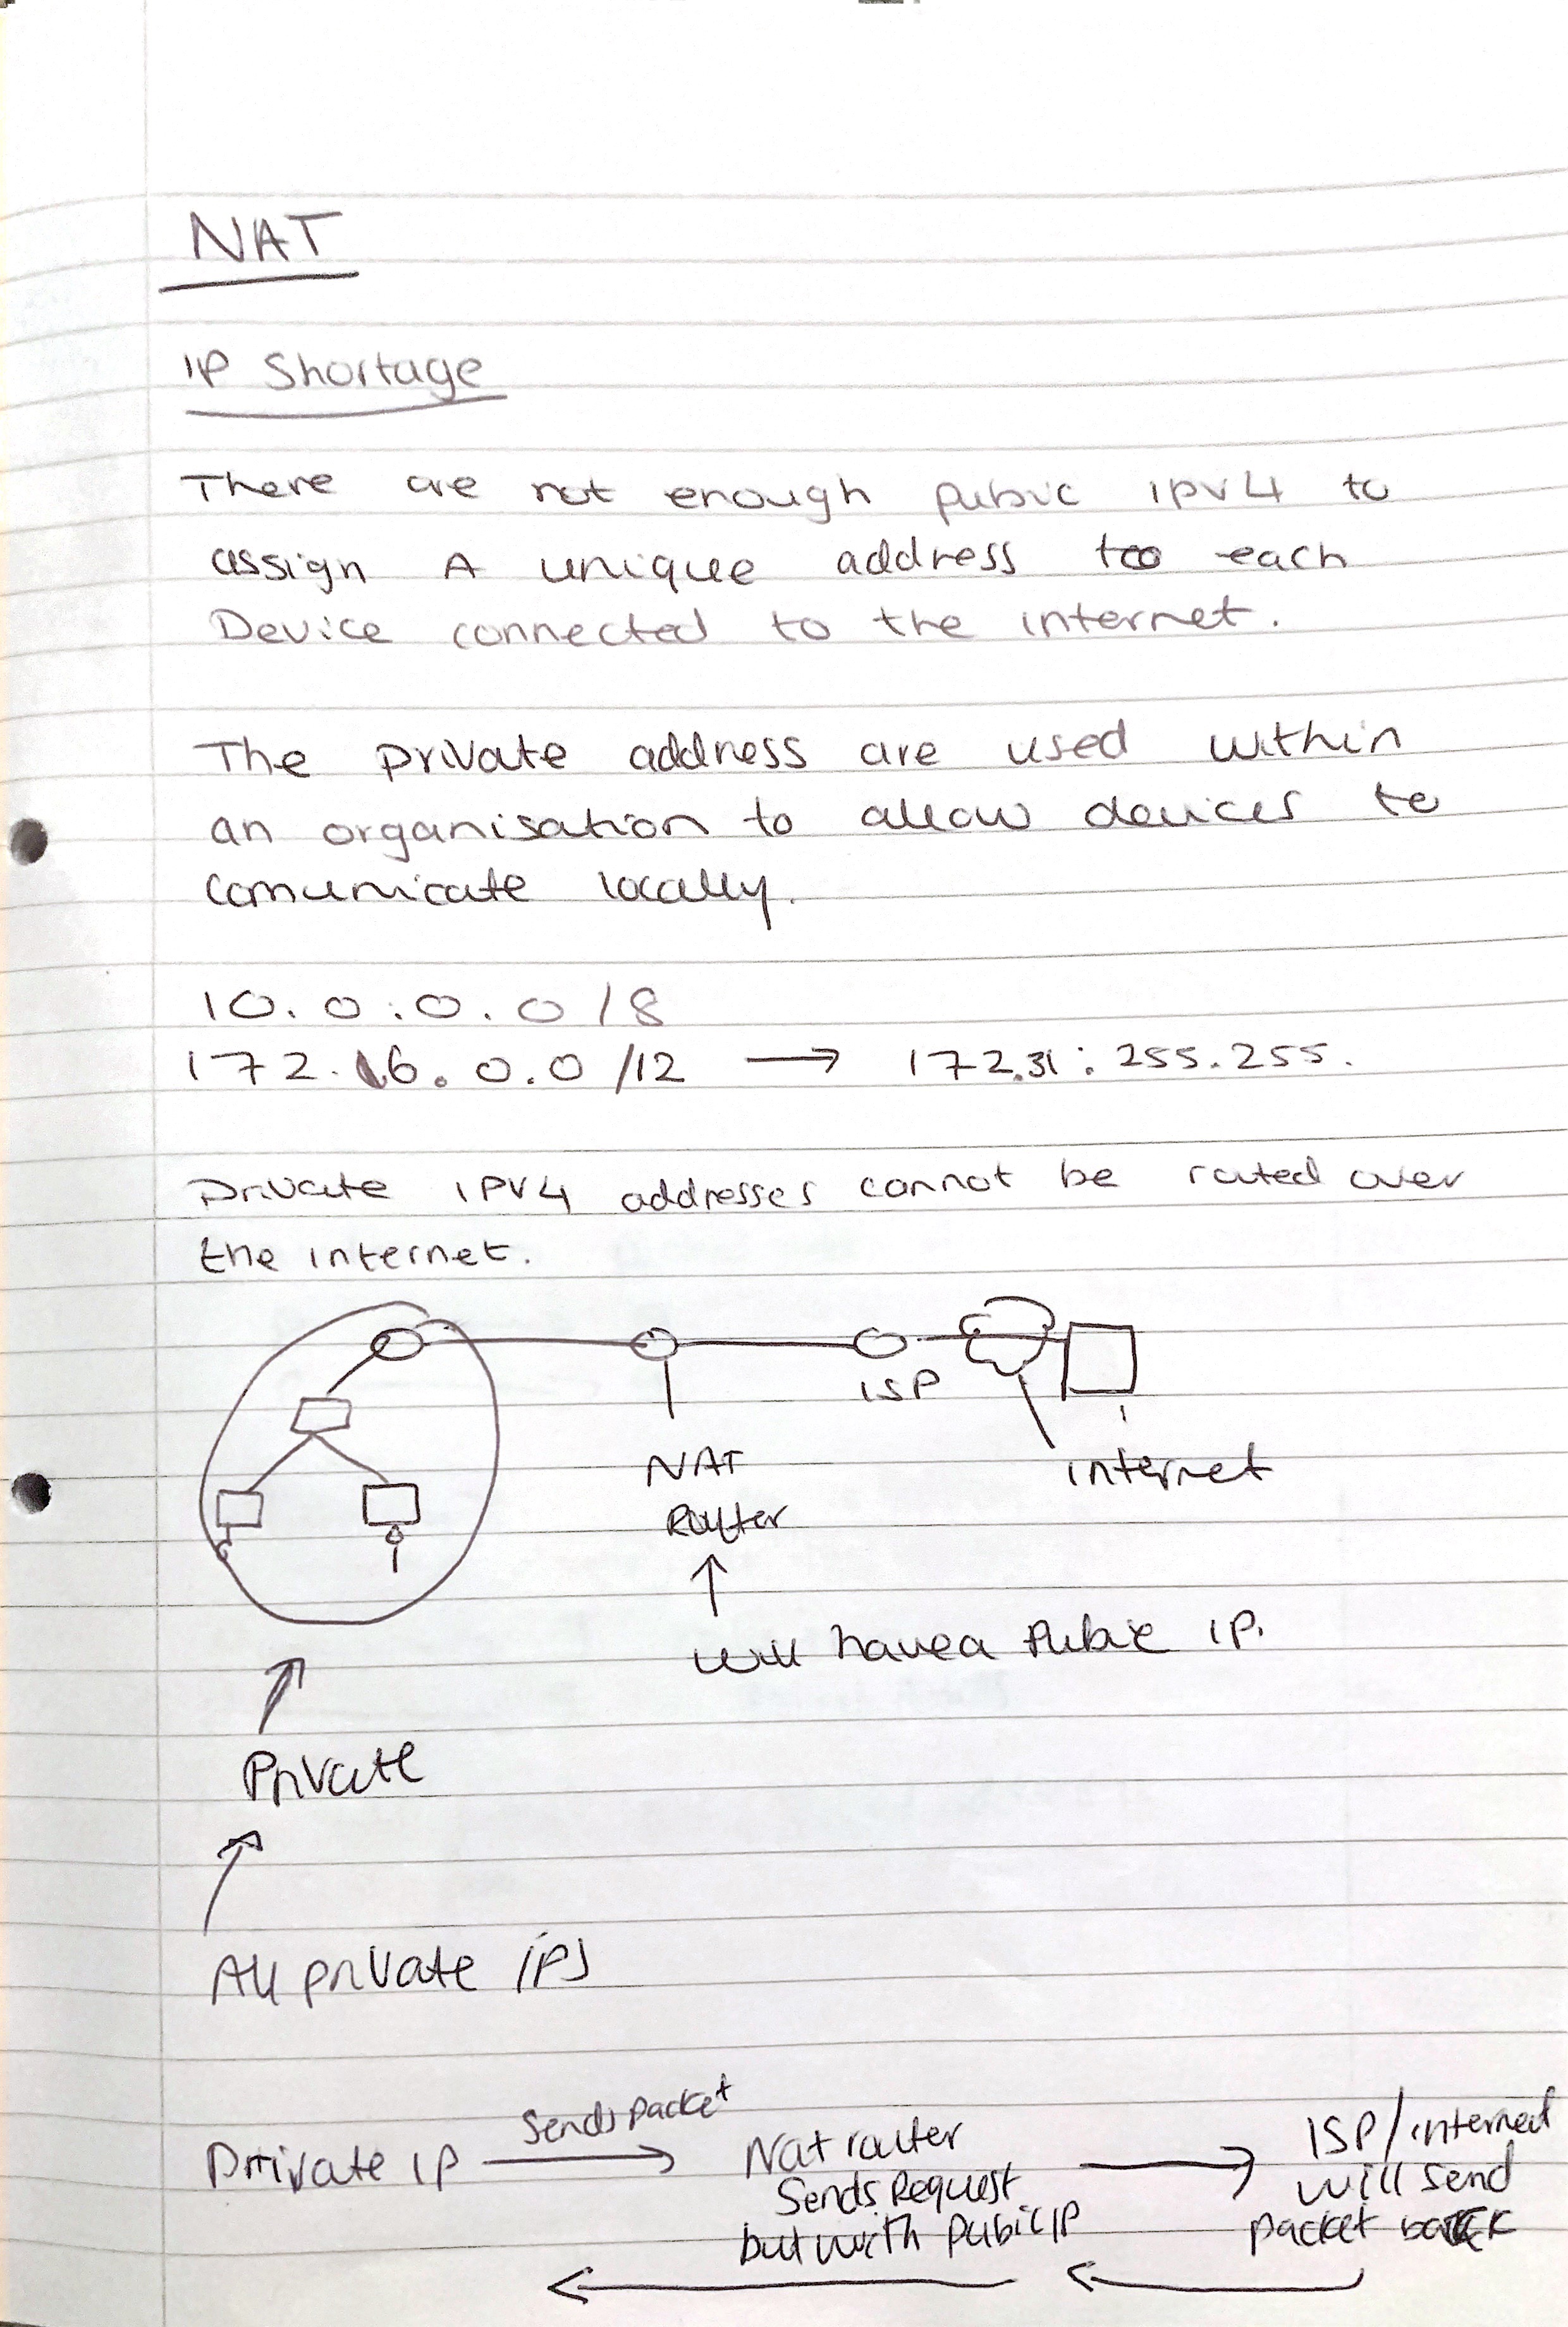 NAT
IP Shortage
There are not enough pubic ipv4 to
assign A unique address to each
Device connected to the internet.
The private address are used within
an organisation to allow devices to
comunicate locally.
10.0.0.0/8
172.16.0.0/12 → 172.31.255.255.
Private IPV4 addresses cannot be routed over
the internet.
ISP
NAT
Router
internet
will have a Pubic IP.
Private
All private IPs
Sends packet
Private IP → Nat router → ISP/internet
Sends Request will send
but with pubic IP packet back